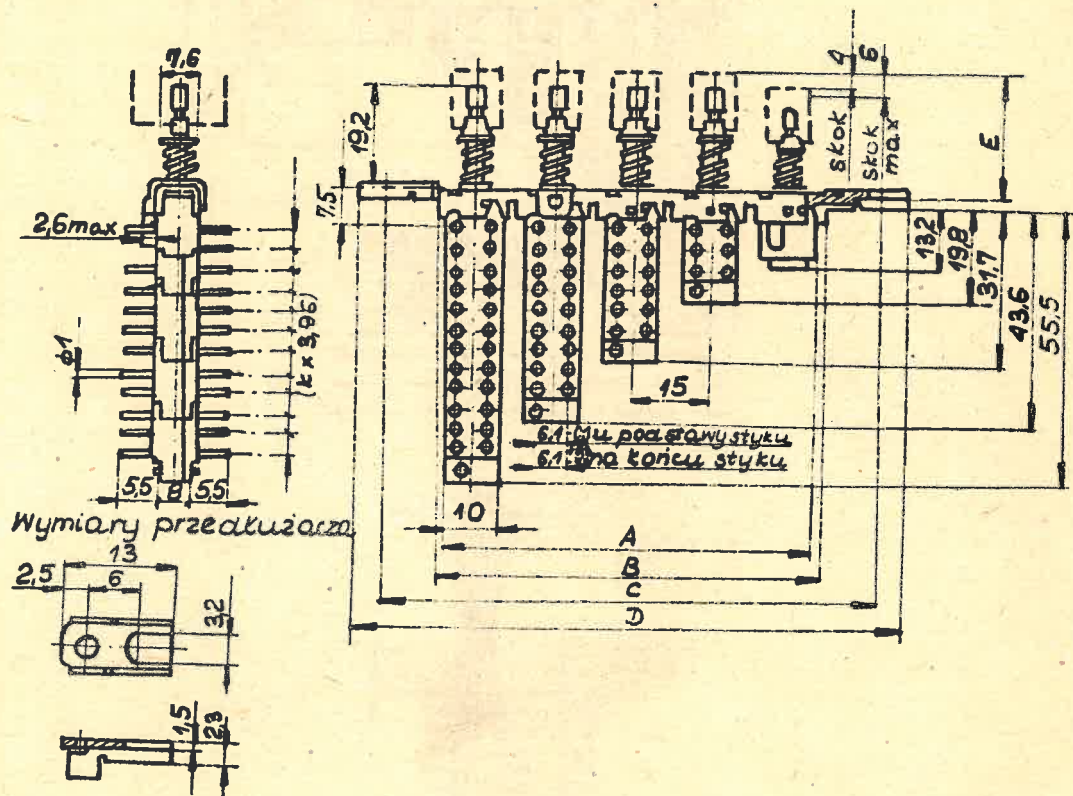 7,6
2,6max
ϕ1
(k x 3,96)
5,5 8 5,5
19,2
7,5
4
6
skok
skok max
E
13,2
19,8
31,7
43,6
55,5
15
6,1 u podstawy styku
6,1 na końcu styku
10
A
B
C
D
Wymiary przedłużacza
13
2,5
6
3,2
1,5
2,3